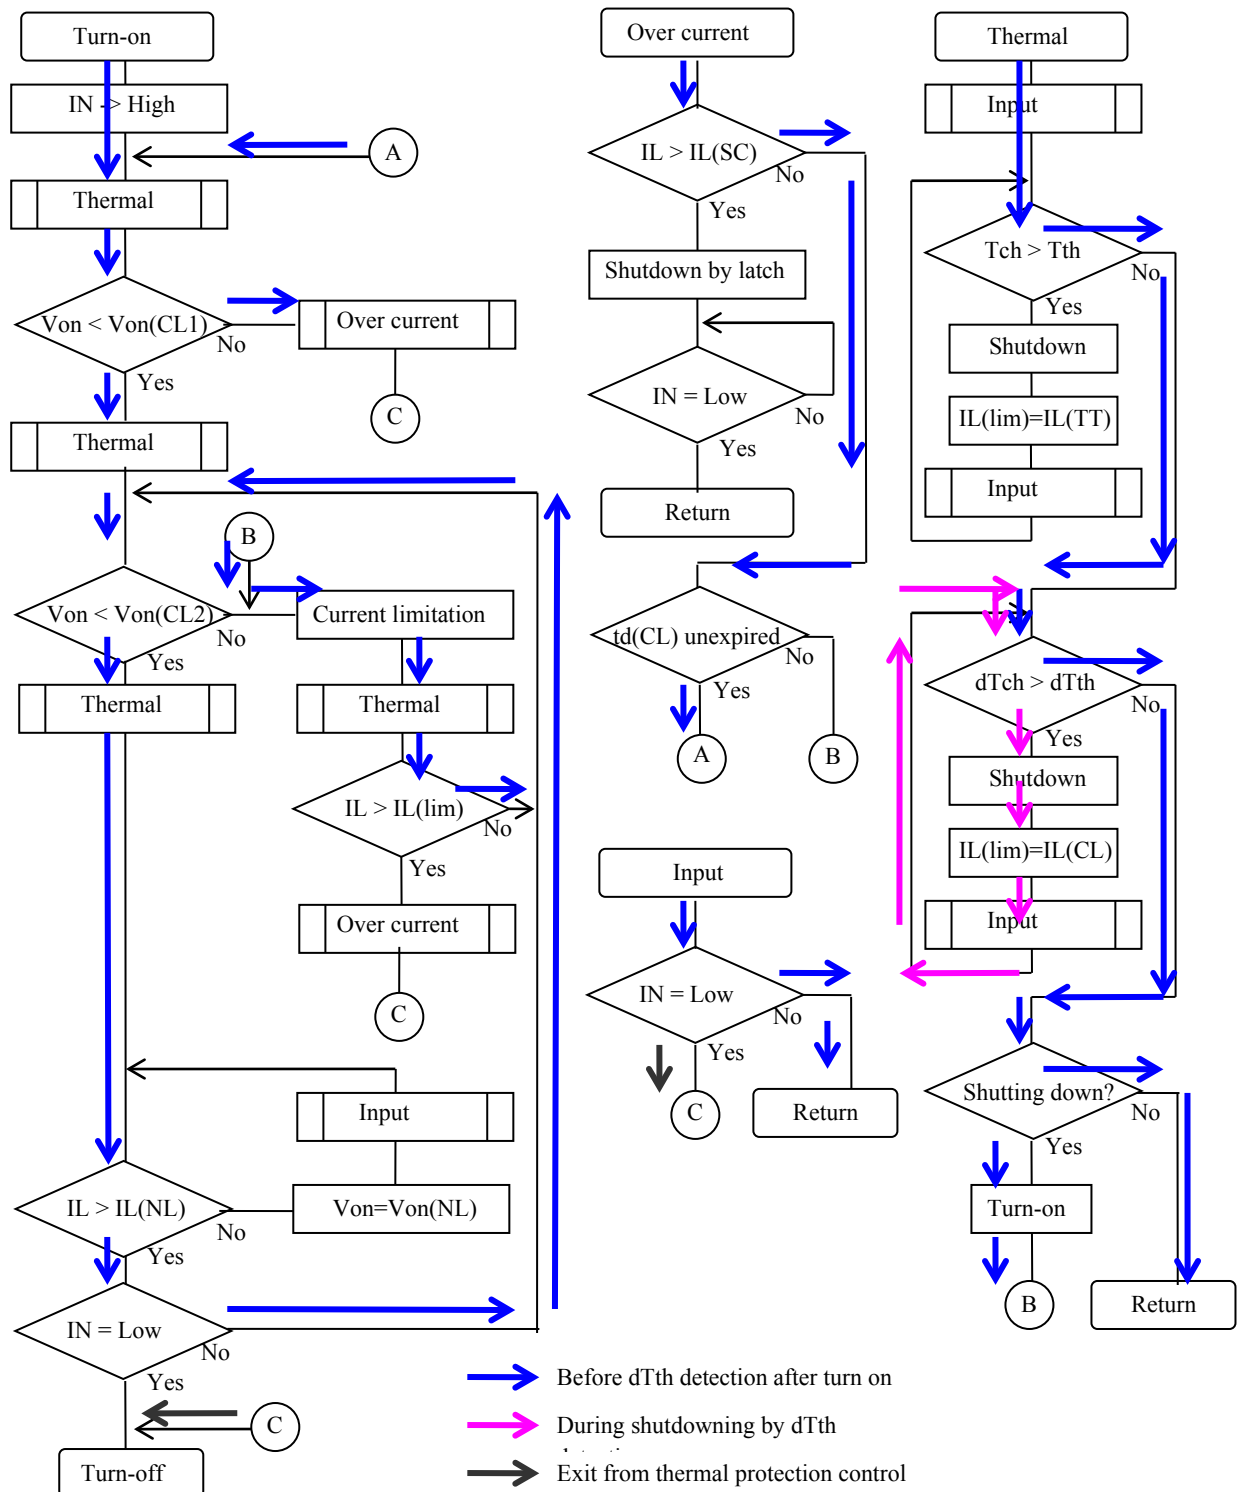 Turn-on
IN -> High
A
Thermal
Von < Von(CL1)
No
Yes
Over current
C
Thermal
B
Von < Von(CL2)
No
Yes
Current limitation
Thermal
Thermal
IL > IL(lim)
No
Yes
Over current
C
Input
IL > IL(NL)
No
Yes
Von=Von(NL)
IN = Low
No
Yes
C
Turn-off
Over current
IL > IL(SC)
No
Yes
Shutdown by latch
IN = Low
No
Yes
Return
td(CL) unexpired
No
Yes
A
B
Input
IN = Low
No
Yes
C
Return
Thermal
Input
Tch > Tth
No
Yes
Shutdown
IL(lim)=IL(TT)
Input
dTch > dTth
No
Yes
Shutdown
IL(lim)=IL(CL)
Input
Shutting down?
No
Yes
Turn-on
B
Return
Before dTth detection after turn on
During shutdowning by dTth
Exit from thermal protection control